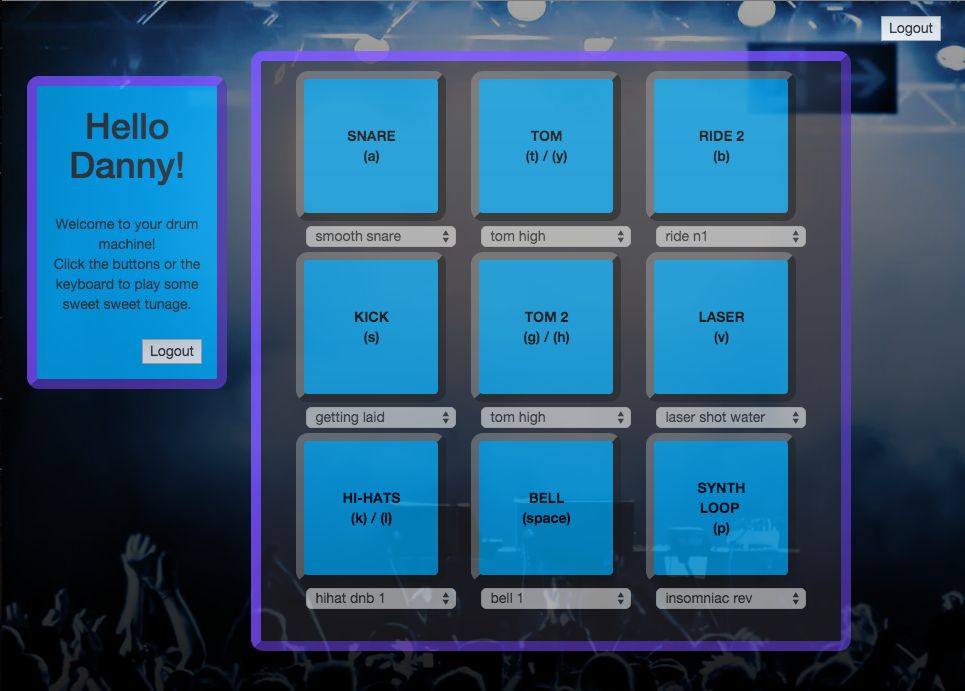 Logout
Hello
Danny!
Welcome to your drum
machine!
Click the buttons or the
keyboard to play some
sweet sweet tunage.
Logout
SNARE
(a)
TOM
(t) / (y)
RIDE 2
(b)
smooth snare
tom high
ride n1
KICK
(s)
TOM 2
(g) / (h)
LASER
(v)
getting laid
tom high
laser shot water
HI-HATS
(k) / (l)
BELL
(space)
SYNTH
LOOP
(p)
hihat dnb 1
bell 1
insomniac rev